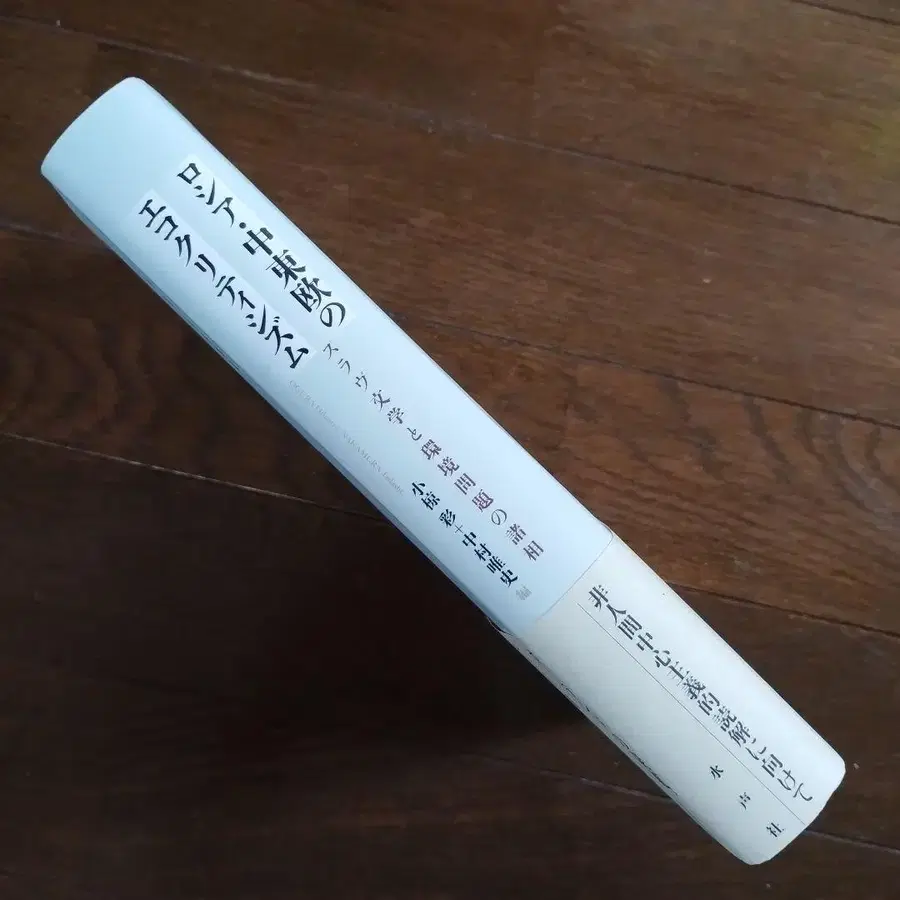 ロシア・中東欧の
エコクリティシズム
スラヴ文学と環境問題の諸相
小椋 彩+中村唯史 編
非人間中心主義的読解に向けて
水声社